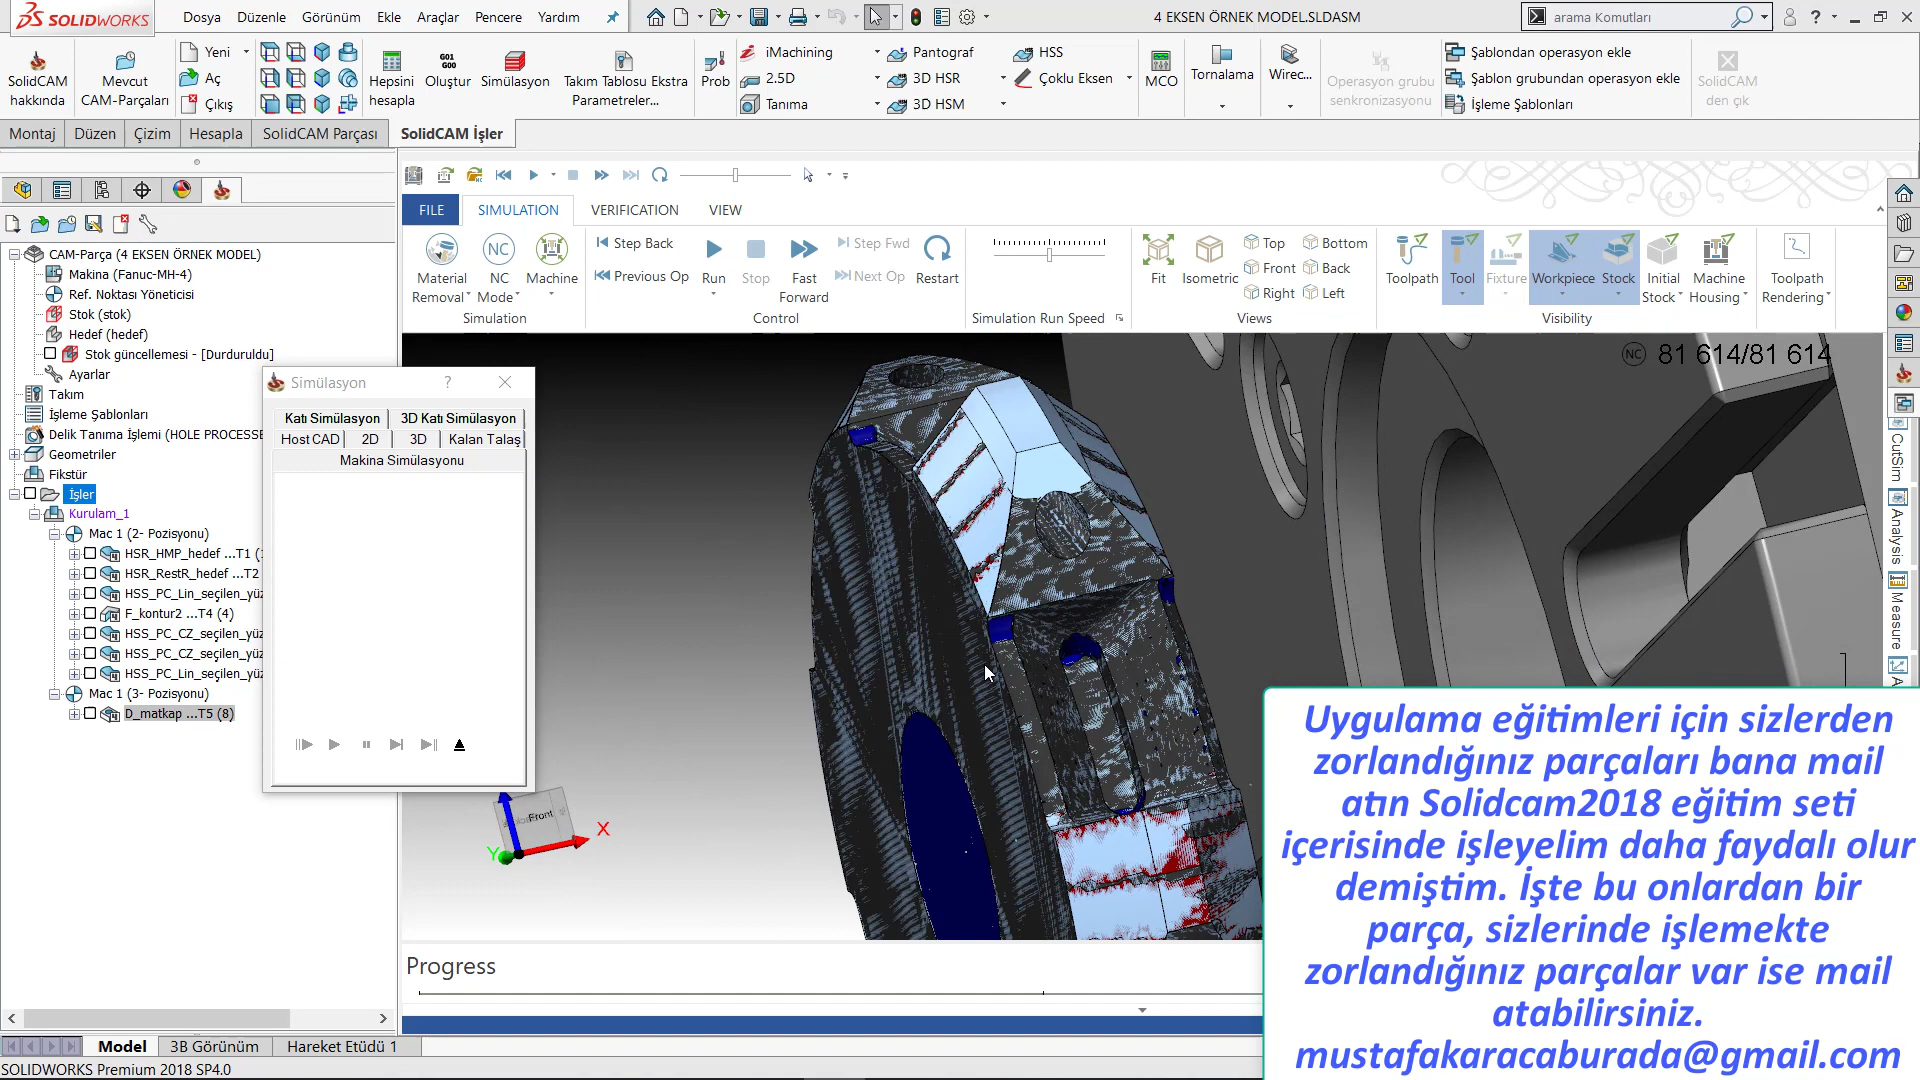 SOLIDWORKS
Dosya Düzenle Görünüm Ekle Araçlar Pencere Yardım
4 EKSEN ÖRNEK MODEL.SLDASM
arama Komutları
SolidCAM hakkında
Mevcut CAM-Parçaları
Yeni
Aç
Çıkış
Hepsini hesapla
G01 G00
Oluştur
Simülasyon
Takım Tablosu Ekstra Parametreler...
Prob
iMachining
2.5D
Tanıma
Pantograf
3D HSR
3D HSM
HSS
Çoklu Eksen
MCO
Tornalama
Wirec...
Operasyon grubu senkronizasyonu
Şablondan operasyon ekle
Şablon grubundan operasyon ekle
İşleme Şablonları
SolidCAM den çık
Montaj Düzen Çizim Hesapla SolidCAM Parçası SolidCAM İşler
CAM-Parça (4 EKSEN ÖRNEK MODEL)
Makina (Fanuc-MH-4)
Ref. Noktası Yöneticisi
Stok (stok)
Hedef (hedef)
Stok güncellemesi - [Durduruldu]
Ayarlar
Takım
İşleme Şablonları
Delik Tanıma İşlemi (HOLE PROCESSE
Geometriler
Fikstür
İşler
Kurulam_1
Mac 1 (2- Pozisyonu)
HSR_HMP_hedef ...T1 (
HSR_RestR_hedef ...T2
HSS_PC_Lin_seçilen_yüz
F_kontur2 ...T4 (4)
HSS_PC_CZ_seçilen_yüz
HSS_PC_CZ_seçilen_yüz
HSS_PC_Lin_seçilen_yüz
Mac 1 (3- Pozisyonu)
D_matkap ...T5 (8)
Simülasyon ?
Katı Simülasyon 3D Katı Simülasyon
Host CAD 2D 3D Kalan Talaş
Makina Simülasyonu
FILE SIMULATION VERIFICATION VIEW
Material Removal
NC Mode
Machine
Simulation
Step Back
Previous Op
Run
Stop
Fast Forward
Step Fwd
Next Op
Restart
Control
Simulation Run Speed
Fit
Isometric
Top
Front
Right
Bottom
Back
Left
Views
Toolpath
Tool
Fixture
Workpiece
Stock
Initial Stock
Machine Housing
Visibility
Toolpath Rendering
NC 81 614/81 614
CutSim
Analysis
Measure
Front
X
Y
Progress
Uygulama eğitimleri için sizlerden
zorlandığınız parçaları bana mail
atın Solidcam2018 eğitim seti
içerisinde işleyelim daha faydalı olur
demiştim. İşte bu onlardan bir
parça, sizlerinde işlemekte
zorlandığınız parçalar var ise mail
atabilirsiniz.
mustafakaracaburada@gmail.com
Model 3B Görünüm Hareket Etüdü 1
SOLIDWORKS Premium 2018 SP4.0